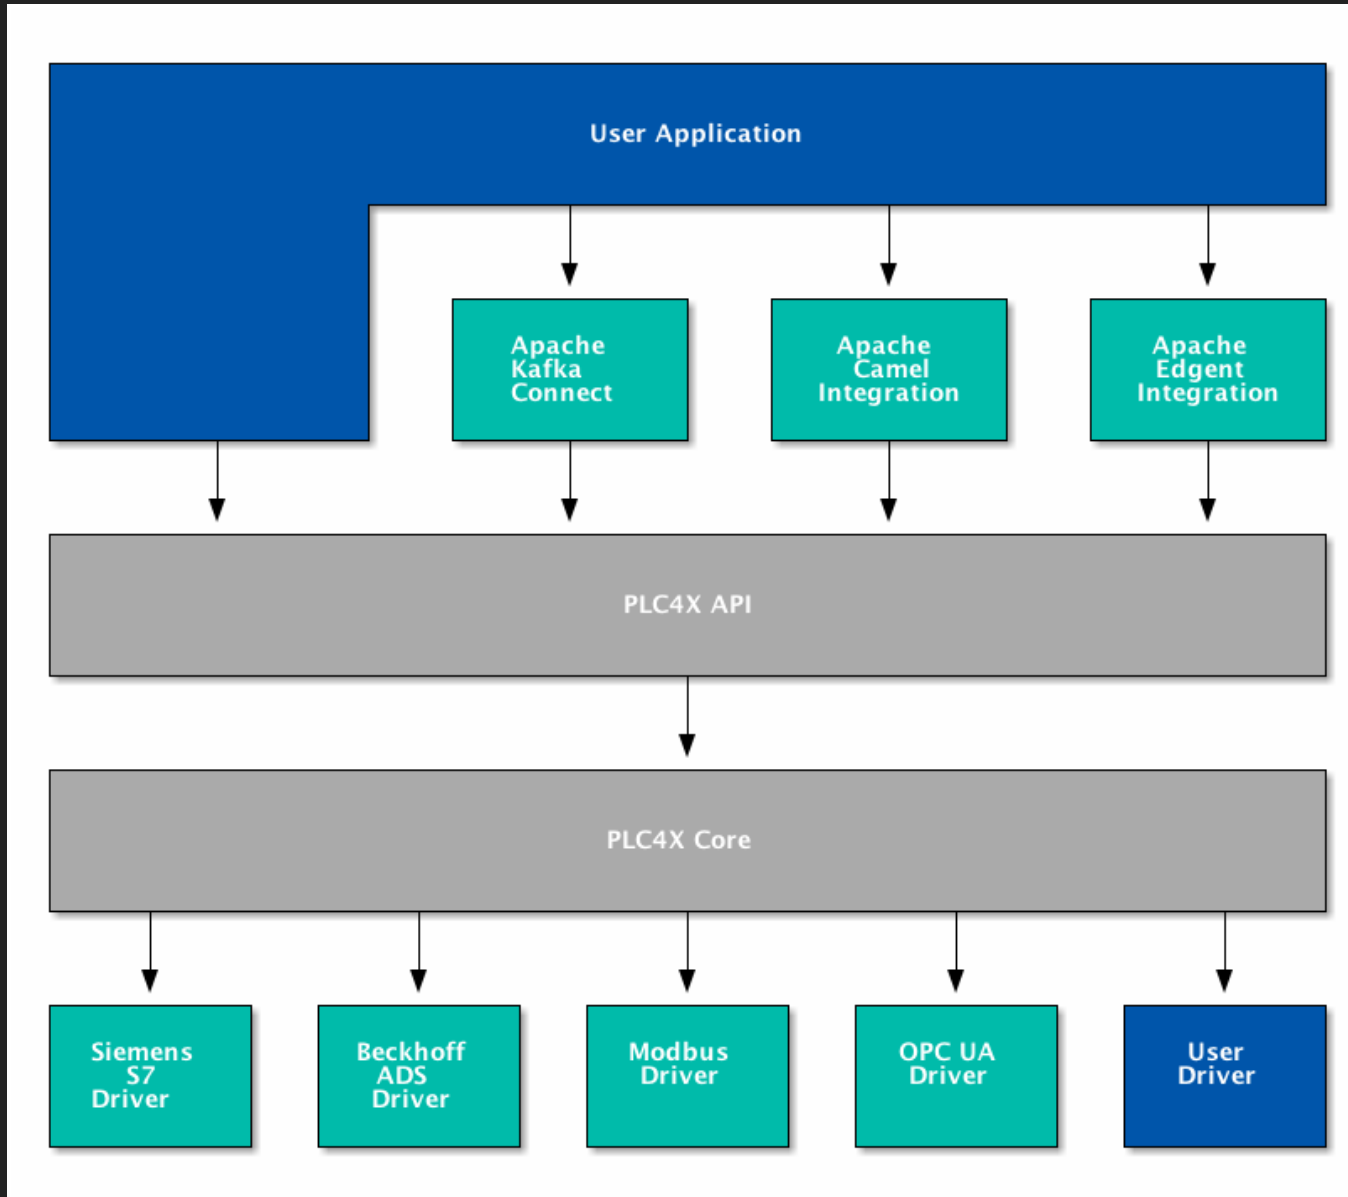 User Application
Apache
Kafka
Connect
Apache
Camel
Integration
Apache
Edgent
Integration
PLC4X API
PLC4X Core
Siemens
S7
Driver
Beckhoff
ADS
Driver
Modbus
Driver
OPC UA
Driver
User
Driver